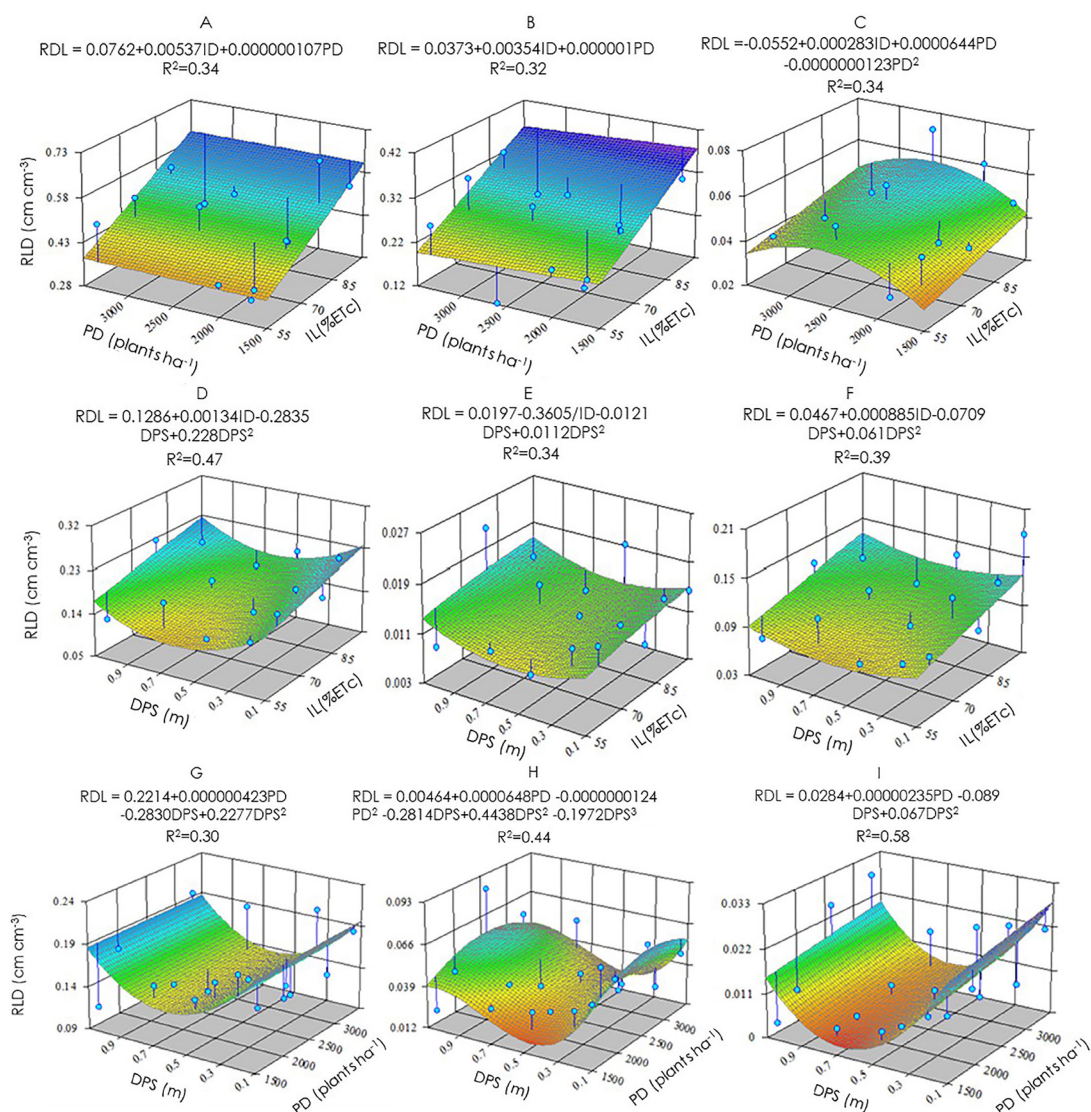 A
RDL = 0.0762+0.00537ID+0.000000107PD
R²=0.34
B
RDL = 0.0373+0.00354ID+0.000001PD
R²=0.32
C
RDL =-0.0552+0.000283ID+0.0000644PD
-0.0000000123PD²
R²=0.34
RLD (cm cm⁻³)
0.73
0.58
0.43
0.28
3000
2500
2000
1500
PD (plants ha⁻¹)
55
70
85
IL(%ETc)
0.42
0.32
0.22
0.12
3000
2500
2000
1500
PD (plants ha⁻¹)
55
70
85
IL(%ETc)
0.08
0.06
0.04
0.02
3000
2500
2000
1500
PD (plants ha⁻¹)
55
70
85
IL(%ETc)
D
RDL = 0.1286+0.00134ID-0.2835
DPS+0.228DPS²
R²=0.47
E
RDL = 0.0197-0.3605/ID-0.0121
DPS+0.0112DPS²
R²=0.34
F
RDL = 0.0467+0.000885ID-0.0709
DPS+0.061DPS²
R²=0.39
RLD (cm cm⁻³)
0.32
0.23
0.14
0.05
0.9
0.7
0.5
0.3
0.1
DPS (m)
55
70
85
IL(%ETc)
0.027
0.019
0.011
0.003
0.9
0.7
0.5
0.3
0.1
DPS (m)
55
70
85
IL(%ETc)
0.21
0.15
0.09
0.03
0.9
0.7
0.5
0.3
0.1
DPS (m)
55
70
85
IL(%ETc)
G
RDL = 0.2214+0.000000423PD
-0.2830DPS+0.2277DPS²
R²=0.30
H
RDL = 0.00464+0.0000648PD -0.0000000124
PD² -0.2814DPS+0.4438DPS² -0.1972DPS³
R²=0.44
I
RDL = 0.0284+0.00000235PD -0.089
DPS+0.067DPS²
R²=0.58
RLD (cm cm⁻³)
0.24
0.19
0.14
0.09
0.9
0.7
0.5
0.3
0.1
DPS (m)
1500
2000
2500
3000
PD (plants ha⁻¹)
0.093
0.066
0.039
0.012
0.9
0.7
0.5
0.3
0.1
DPS (m)
1500
2000
2500
3000
PD (plants ha⁻¹)
0.033
0.022
0.011
0
0.9
0.7
0.5
0.3
0.1
DPS (m)
1500
2000
2500
3000
PD (plants ha⁻¹)